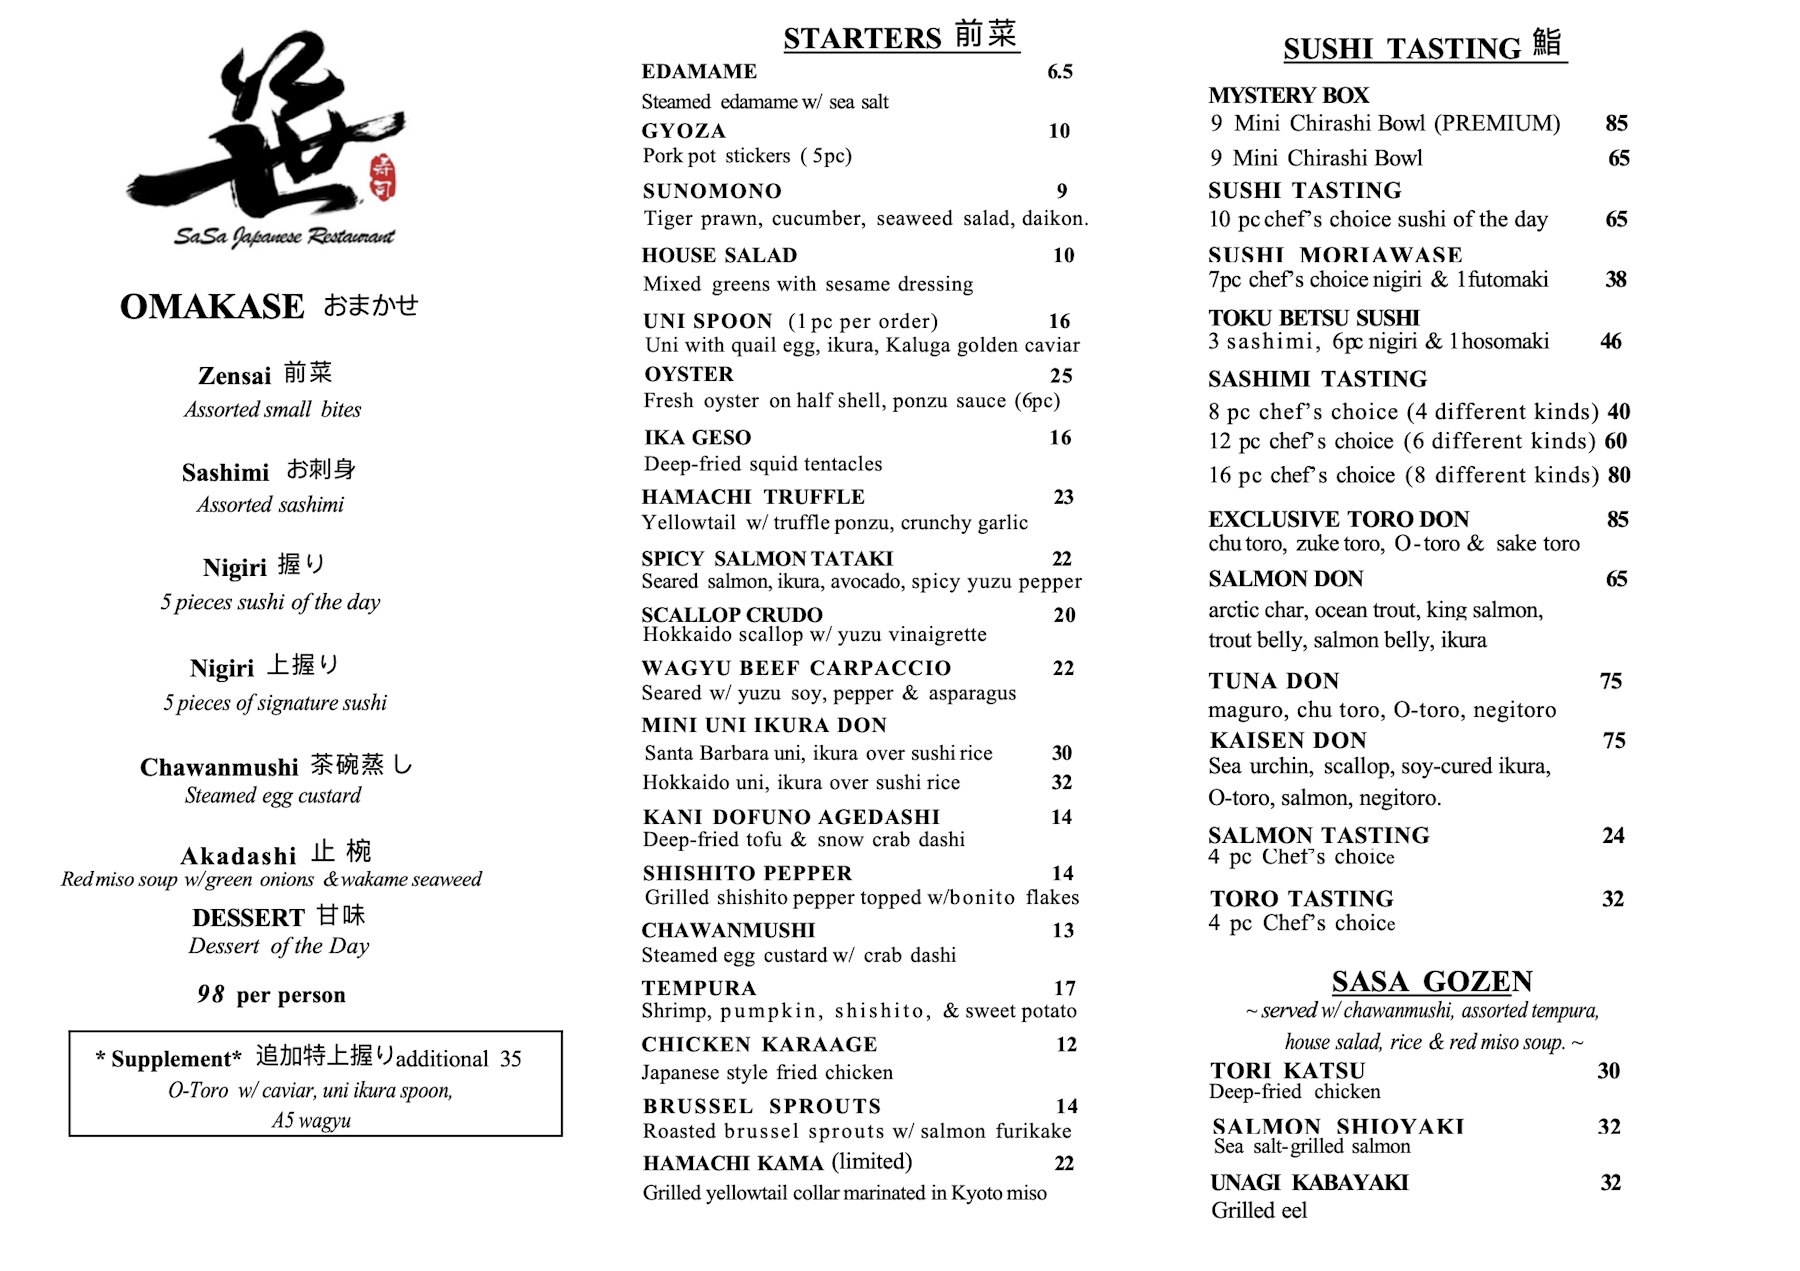 笹
寿司
SaSa Japanese Restaurant
OMAKASE おまかせ
Zensai 前菜
Assorted small bites
Sashimi お刺身
Assorted sashimi
Nigiri 握り
5 pieces sushi of the day
Nigiri 上握り
5 pieces of signature sushi
Chawanmushi 茶碗蒸し
Steamed egg custard
Akadashi 止椀
Red miso soup w/green onions & wakame seaweed
DESSERT 甘味
Dessert of the Day
98 per person
* Supplement* 追加特上握り additional 35
O-Toro w/ caviar, uni ikura spoon,
A5 wagyu
STARTERS 前菜
EDAMAME 6.5
Steamed edamame w/ sea salt
GYOZA 10
Pork pot stickers ( 5pc)
SUNOMONO 9
Tiger prawn, cucumber, seaweed salad, daikon.
HOUSE SALAD 10
Mixed greens with sesame dressing
UNI SPOON (1 pc per order) 16
Uni with quail egg, ikura, Kaluga golden caviar
OYSTER 25
Fresh oyster on half shell, ponzu sauce (6pc)
IKA GESO 16
Deep-fried squid tentacles
HAMACHI TRUFFLE 23
Yellowtail w/ truffle ponzu, crunchy garlic
SPICY SALMON TATAKI 22
Seared salmon, ikura, avocado, spicy yuzu pepper
SCALLOP CRUDO 20
Hokkaido scallop w/ yuzu vinaigrette
WAGYU BEEF CARPACCIO 22
Seared w/ yuzu soy, pepper & asparagus
MINI UNI IKURA DON
Santa Barbara uni, ikura over sushi rice 30
Hokkaido uni, ikura over sushi rice 32
KANI DOFUNO AGEDASHI 14
Deep-fried tofu & snow crab dashi
SHISHITO PEPPER 14
Grilled shishito pepper topped w/bonito flakes
CHAWANMUSHI 13
Steamed egg custard w/ crab dashi
TEMPURA 17
Shrimp, pumpkin, shishito, & sweet potato
CHICKEN KARAAGE 12
Japanese style fried chicken
BRUSSEL SPROUTS 14
Roasted brussel sprouts w/ salmon furikake
HAMACHI KAMA (limited) 22
Grilled yellowtail collar marinated in Kyoto miso
SUSHI TASTING 鮨
MYSTERY BOX
9 Mini Chirashi Bowl (PREMIUM) 85
9 Mini Chirashi Bowl 65
SUSHI TASTING
10 pc chef's choice sushi of the day 65
SUSHI MORIAWASE
7pc chef's choice nigiri & 1 futomaki 38
TOKU BETSU SUSHI
3 sashimi, 6pc nigiri & 1 hosomaki 46
SASHIMI TASTING
8 pc chef's choice (4 different kinds) 40
12 pc chef's choice (6 different kinds) 60
16 pc chef's choice (8 different kinds) 80
EXCLUSIVE TORO DON 85
chu toro, zuke toro, O-toro & sake toro
SALMON DON 65
arctic char, ocean trout, king salmon,
trout belly, salmon belly, ikura
TUNA DON 75
maguro, chu toro, O-toro, negitoro
KAISEN DON 75
Sea urchin, scallop, soy-cured ikura,
O-toro, salmon, negitoro.
SALMON TASTING 24
4 pc Chef's choice
TORO TASTING 32
4 pc Chef's choice
SASA GOZEN
~ served w/ chawanmushi, assorted tempura,
house salad, rice & red miso soup. ~
TORI KATSU 30
Deep-fried chicken
SALMON SHIOYAKI 32
Sea salt-grilled salmon
UNAGI KABAYAKI 32
Grilled eel